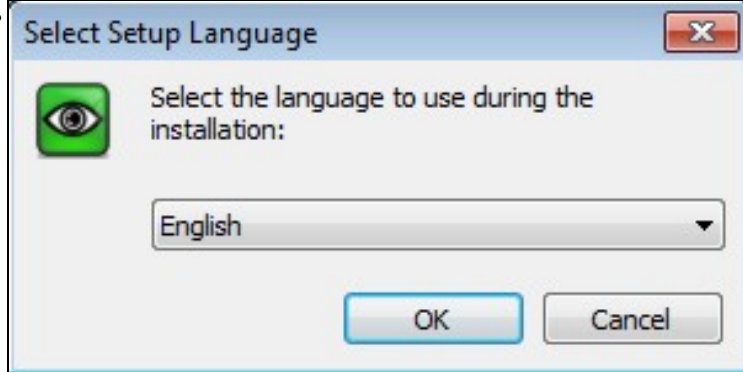 Select Setup Language
Select the language to use during the
installation:
English
OK
Cancel